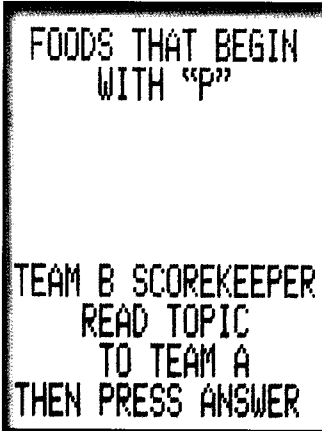 FOODS THAT BEGIN
WITH “P”
TEAM B SCOREKEEPER
READ TOPIC
TO TEAM A
THEN PRESS ANSWER